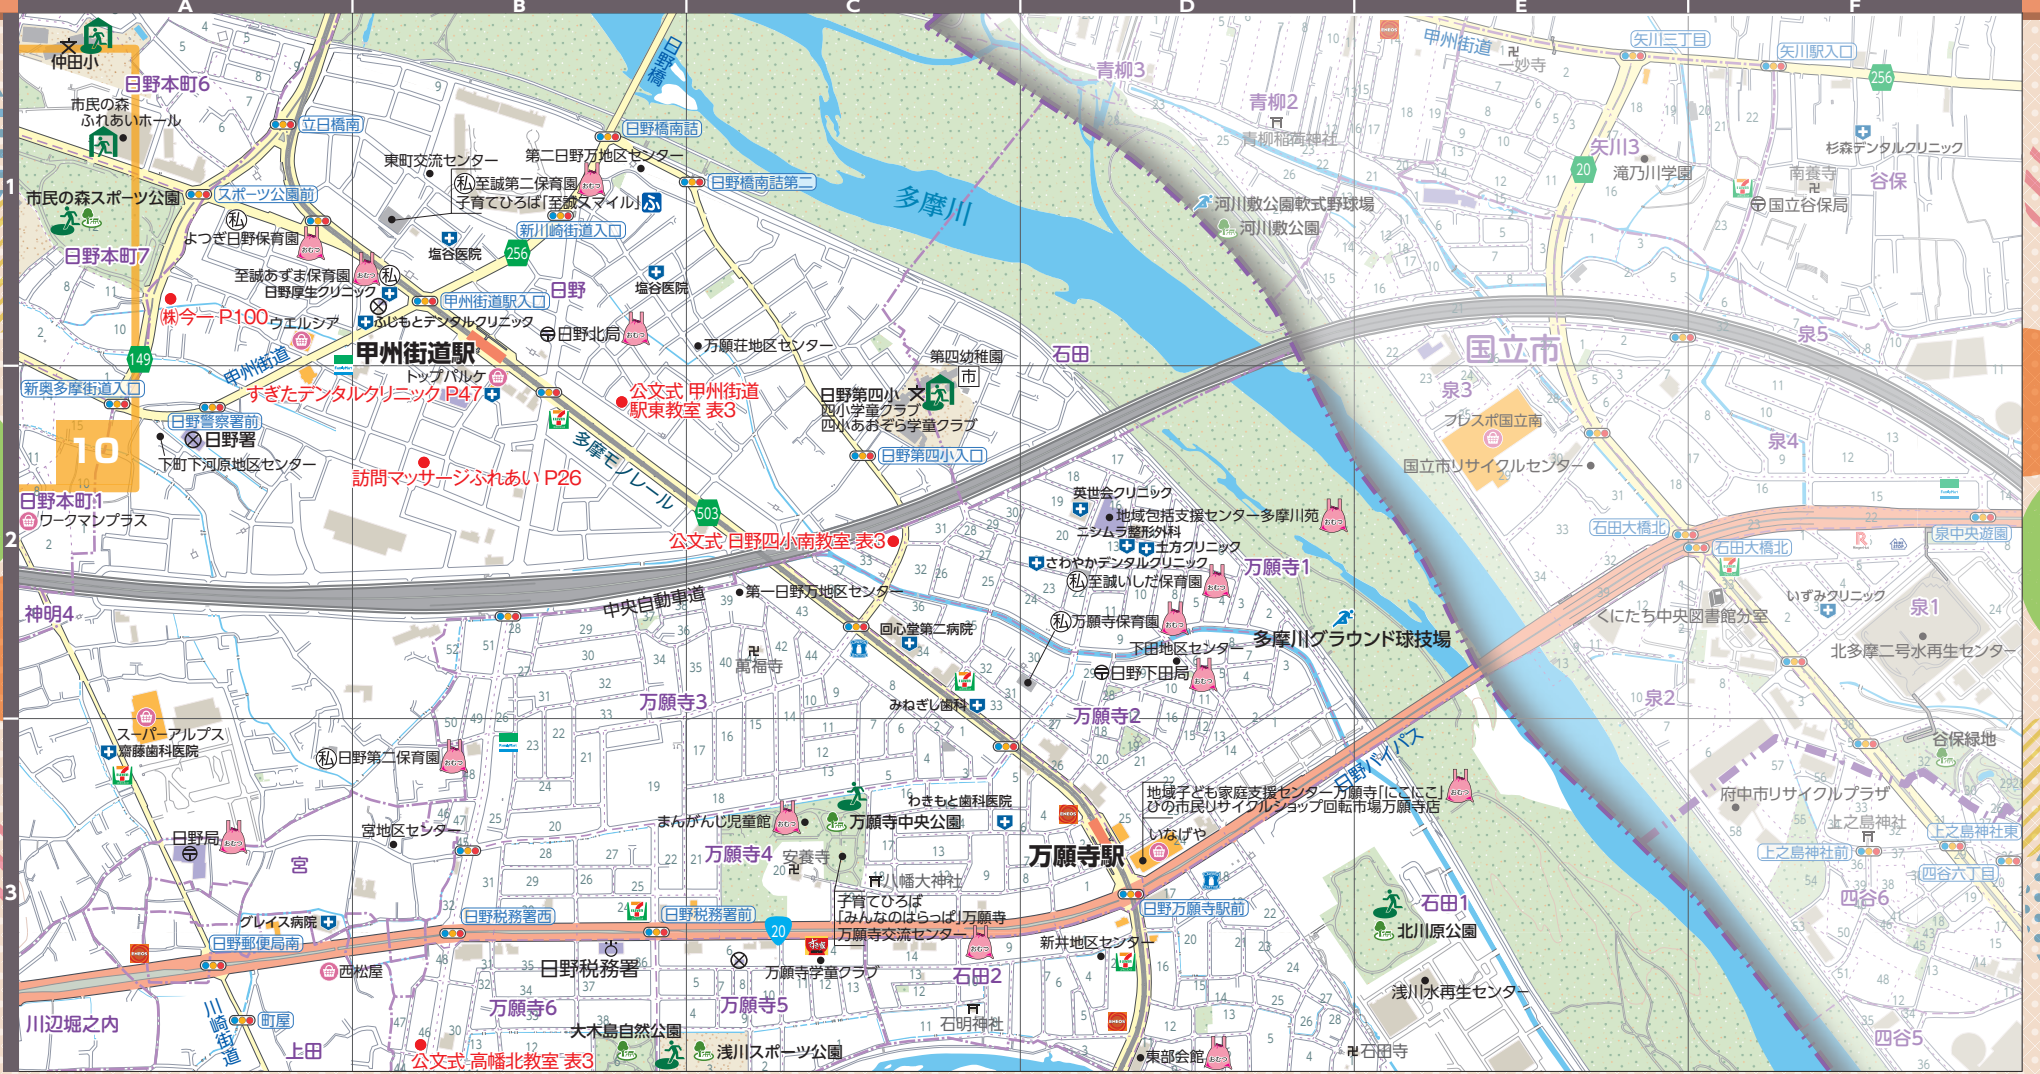 A
B
C
D
E
F
1
2
3
10
仲田小
日野本町6
市民の森
ふれあいホール
立日橋南
市民の森スポーツ公園
スポーツ公園前
日野本町7
私
よつぎ日野保育園
至誠あずま保育園
私
日野厚生クリニック
㈱今一 P100
ウエルシア
ふじもとデンタルクリニック
甲州街道駅
甲州街道駅入口
トップパルケ
149
甲州街道
新奥多摩街道入口
すぎたデンタルクリニック P47
日野警察署前
日野署
下町下河原地区センター
訪問マッサージふれあい P26
日野本町1
ワークマンプラス
神明4
日野橋
日野橋南詰
東町交流センター
第二日野万地区センター
私
至誠第二保育園
子育てひろば「至誠スマイル」
ふ
日野橋南詰第二
新川崎街道入口
塩谷医院
256
日野
塩谷医院
日野北局
万願荘地区センター
公文式 甲州街道
駅東教室 表3
多摩モノレール
503
公文式 日野四小南教室 表3
第四幼稚園
市
日野第四小
四小学童クラブ
四小あおぞら学童クラブ
日野第四小入口
石田
多摩川
青柳3
青柳2
青柳稲荷神社
河川敷公園軟式野球場
河川敷公園
甲州街道
一妙寺
矢川三丁目
矢川駅入口
256
20
矢川3
滝乃川学園
杉森デンタルクリニック
南養寺
谷保
国立谷保局
国立市
泉5
泉3
フレスポ国立南
国立市リサイクルセンター
泉4
石田大橋北
石田大橋北
泉中央遊園
くにたち中央図書館分室
いずみクリニック
泉1
北多摩二号水再生センター
泉2
谷保緑地
府中市リサイクルプラザ
上之島神社
上之島神社東
上之島神社前
四谷六丁目
四谷6
四谷5
英世会クリニック
地域包括支援センター多摩川苑
ニシムラ整形外科
土方クリニック
さわやかデンタルクリニック
私
至誠いしだ保育園
万願寺1
私
万願寺保育園
下田地区センター
日野下田局
多摩川グラウンド球技場
万願寺2
中央自動車道
第一日野万地区センター
回心堂第二病院
萬福寺
万願寺3
みねぎし歯科
スーパーアルプス
齋藤歯科医院
私
日野第二保育園
日野局
宮地区センター
宮
グレイス病院
日野郵便局南
西松屋
川辺堀之内
川崎街道
町屋
上田
まんがんじ児童館
万願寺中央公園
わきもと歯科医院
万願寺4
安養寺
八幡大神社
子育てひろば
「みんなのはらっぱ」万願寺
万願寺交流センター
日野税務署西
日野税務署前
20
日野税務署
万願寺学童クラブ
万願寺6
万願寺5
石田2
大木島自然公園
浅川スポーツ公園
石明神社
公文式 高幡北教室 表3
万願寺駅
いなげや
地域子ども家庭支援センター万願寺「にこにこ」
ひの市民リサイクルショップ回転市場万願寺店
日野バイパス
日野万願寺駅前
新井地区センター
東部会館
石田1
北川原公園
浅川水再生センター
石田寺